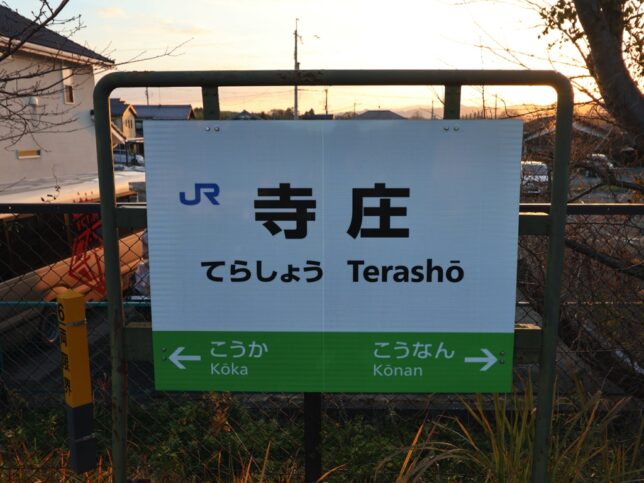 JR
寺庄
てらしょう Terashō
← こうか
Kōka
こうなん →
Kōnan